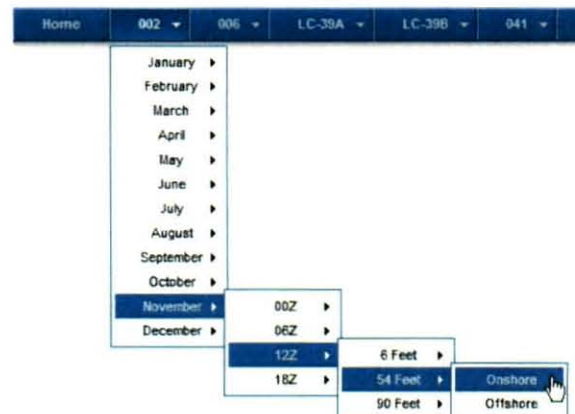 Home 002 006 LC-39A LC-39B 041
January
February
March
April
May
June
July
August
September
October
November
December
00Z
06Z
12Z
18Z
6 Feet
54 Feet
90 Feet
Onshore
Offshore